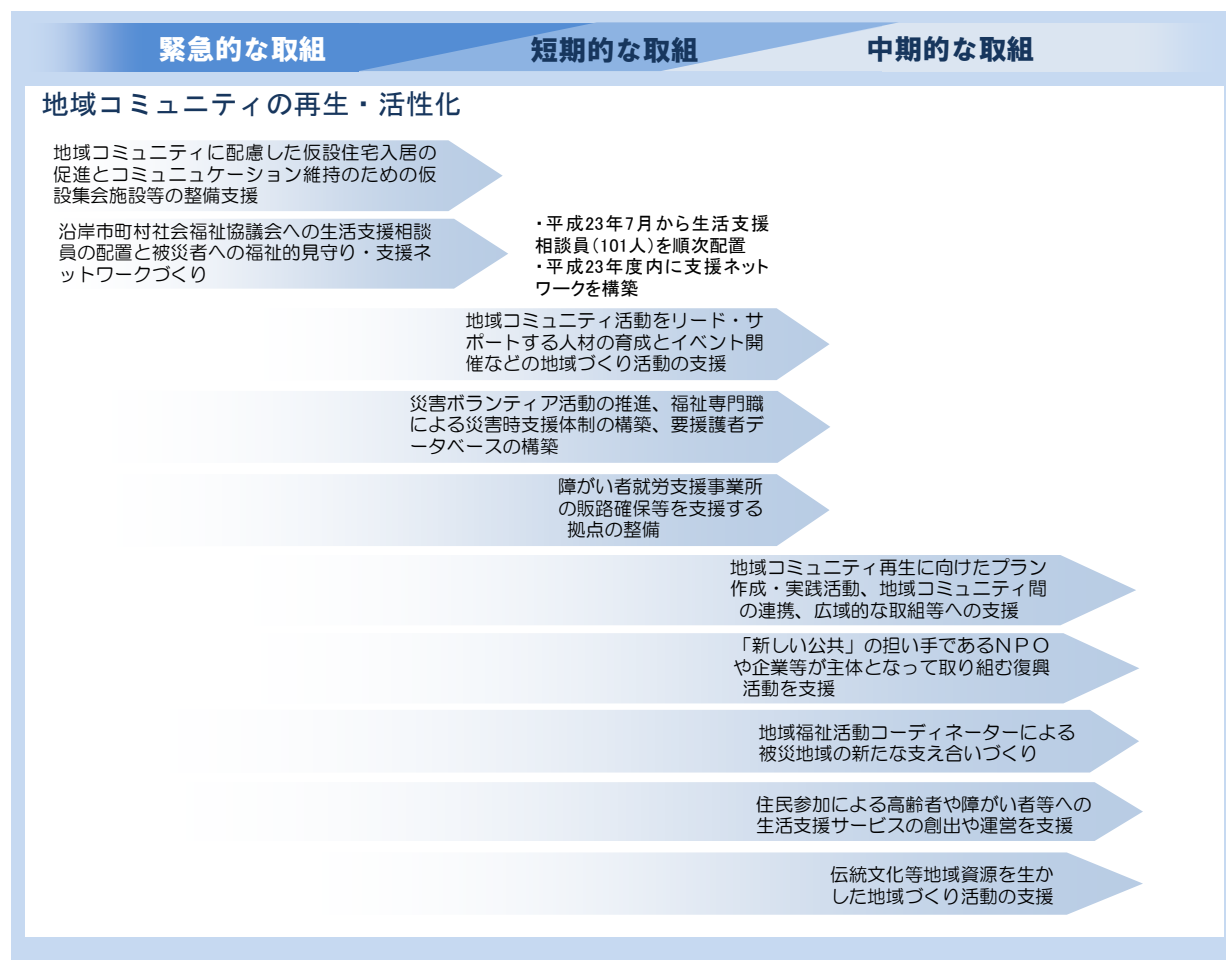 緊急的な取組
短期的な取組
中期的な取組
地域コミュニティの再生・活性化
地域コミュニティに配慮した仮設住宅入居の
促進とコミュニュケーション維持のための仮
設集会施設等の整備支援
沿岸市町村社会福祉協議会への生活支援相談
員の配置と被災者への福祉的見守り・支援ネ
ットワークづくり
・平成23年7月から生活支援
相談員(101人)を順次配置
・平成23年度内に支援ネット
ワークを構築
地域コミュニティ活動をリード・サ
ポートする人材の育成とイベント開
催などの地域づくり活動の支援
災害ボランティア活動の推進、福祉専門職
による災害時支援体制の構築、要援護者デ
ータベースの構築
障がい者就労支援事業所
の販路確保等を支援する
拠点の整備
地域コミュニティ再生に向けたプラン
作成・実践活動、地域コミュニティ間
の連携、広域的な取組等への支援
「新しい公共」の担い手であるNPO
や企業等が主体となって取り組む復興
活動を支援
地域福祉活動コーディネーターによる
被災地域の新たな支え合いづくり
住民参加による高齢者や障がい者等への
生活支援サービスの創出や運営を支援
伝統文化等地域資源を生か
した地域づくり活動の支援